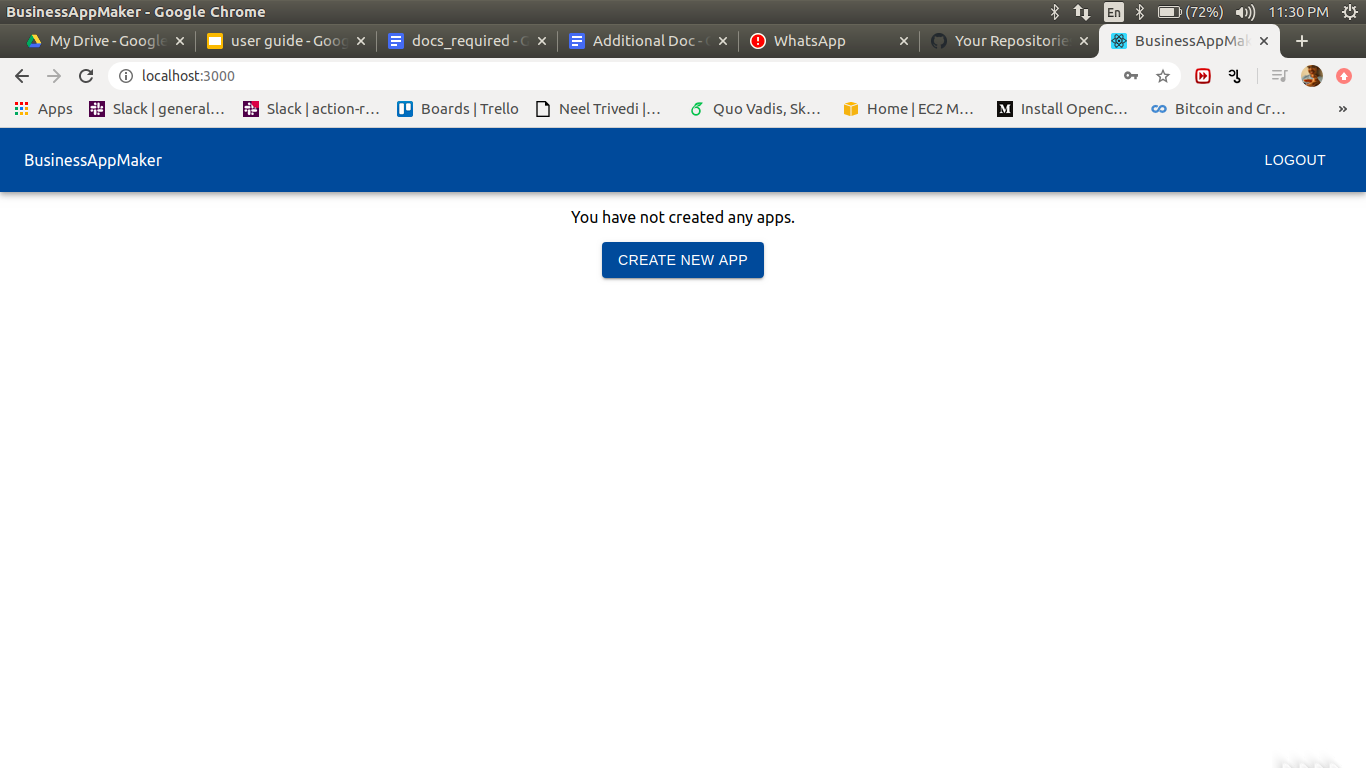 BusinessAppMaker - Google Chrome
En
(72%)
11:30 PM
My Drive - Google
user guide - Goog
docs_required - G
Additional Doc - G
WhatsApp
Your Repositorie
BusinessAppMak
localhost:3000
Apps
Slack | general...
Slack | action-r...
Boards | Trello
Neel Trivedi |...
Quo Vadis, Sk...
Home | EC2 M...
Install OpenC...
Bitcoin and Cr...
»
BusinessAppMaker
LOGOUT
You have not created any apps.
CREATE NEW APP